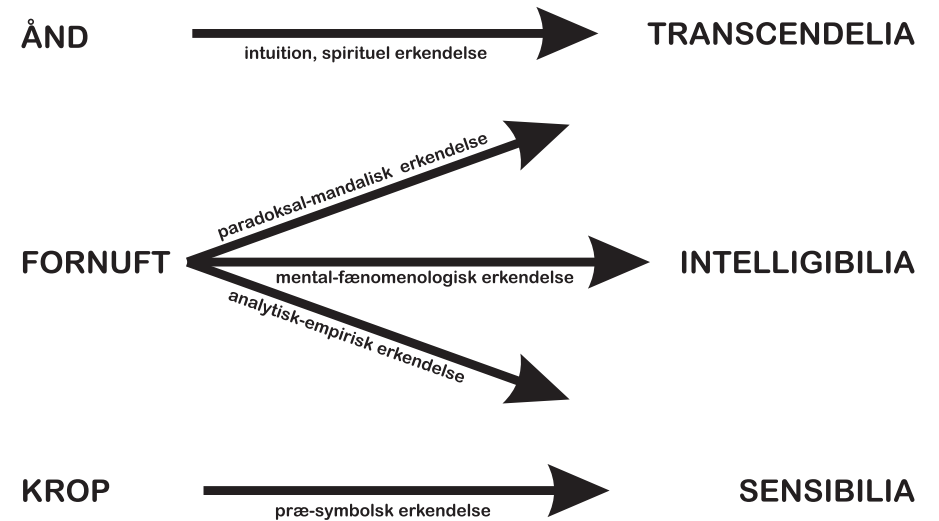 ÅND
TRANSCENDELIA
intuition, spirituel erkendelse
paradoksal-mandalisk erkendelse
FORNUFT
INTELLIGIBILIA
mental-fænomenologisk erkendelse
analytisk-empirisk erkendelse
KROP
SENSIBILIA
præ-symbolsk erkendelse